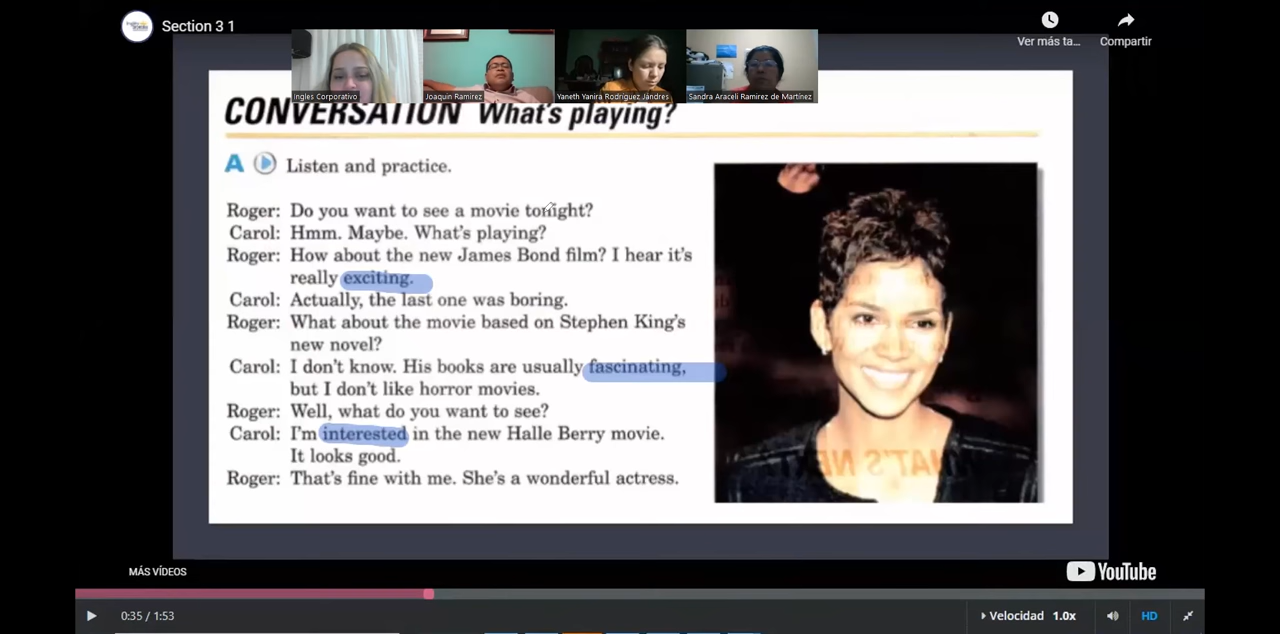 Section 3 1
Ver más ta...
Compartir
Ingles Corporativo
Joaquin Ramirez
Yaneth Yanira Rodríguez Jándres
Sandra Araceli Ramirez de Martínez
CONVERSATION What's playing?
A Listen and practice.
Roger: Do you want to see a movie tonight?
Carol: Hmm. Maybe. What's playing?
Roger: How about the new James Bond film? I hear it's
really exciting.
Carol: Actually, the last one was boring.
Roger: What about the movie based on Stephen King's
new novel?
Carol: I don't know. His books are usually fascinating,
but I don't like horror movies.
Roger: Well, what do you want to see?
Carol: I'm interested in the new Halle Berry movie.
It looks good.
Roger: That's fine with me. She's a wonderful actress.
MÁS VÍDEOS
YouTube
0:35 / 1:53
Velocidad 1.0x
HD